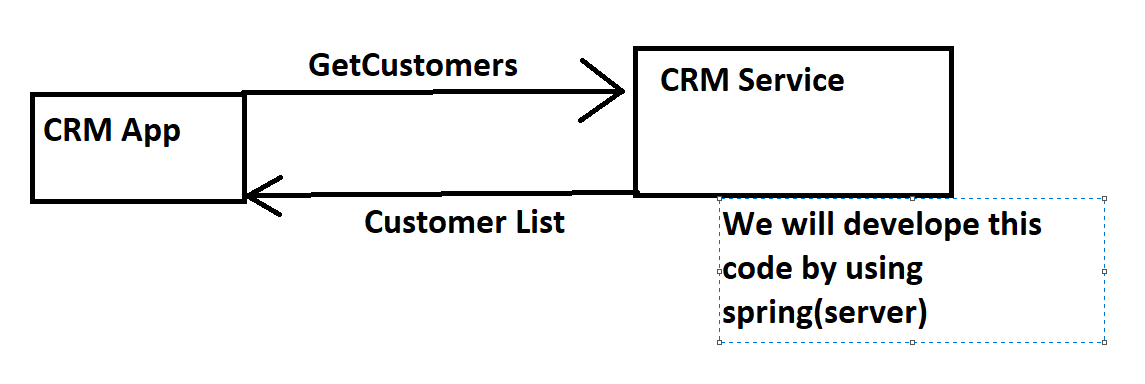 GetCustomers
CRM Service
CRM App
Customer List
We will develope this
code by using
spring(server)